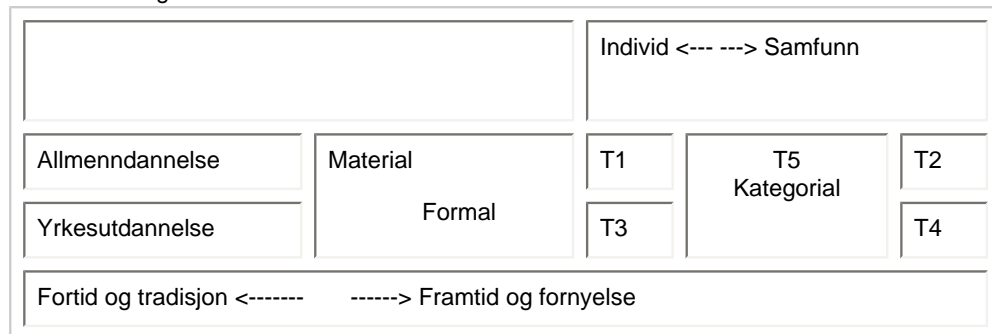 Individ <--- ---> Samfunn
Allmenndannelse
Material
T1
T5
T2
Kategorial
Formal
Yrkesutdannelse
T3
T4
Fortid og tradisjon <------- ------> Framtid og fornyelse